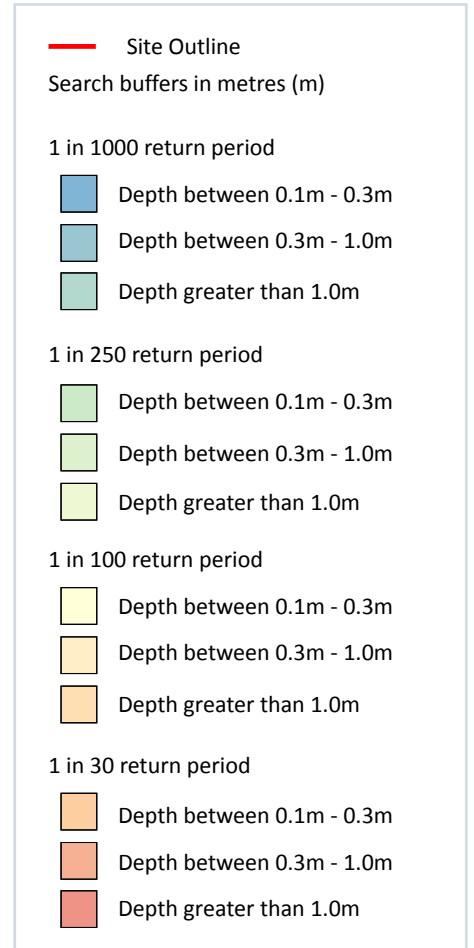 Site Outline
Search buffers in metres (m)
1 in 1000 return period
Depth between 0.1m - 0.3m
Depth between 0.3m - 1.0m
Depth greater than 1.0m
1 in 250 return period
Depth between 0.1m - 0.3m
Depth between 0.3m - 1.0m
Depth greater than 1.0m
1 in 100 return period
Depth between 0.1m - 0.3m
Depth between 0.3m - 1.0m
Depth greater than 1.0m
1 in 30 return period
Depth between 0.1m - 0.3m
Depth between 0.3m - 1.0m
Depth greater than 1.0m